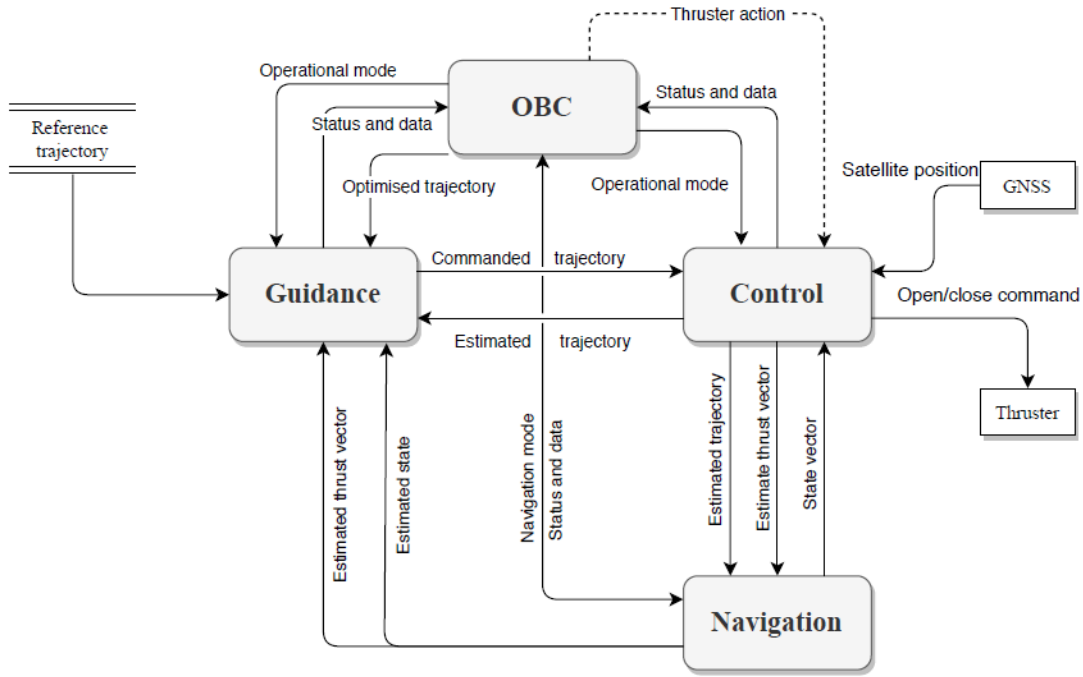 Thruster action
Operational mode
OBC
Status and data
Reference
trajectory
Status and data
Optimised trajectory
Operational mode
Satellite position
GNSS
Commanded trajectory
Guidance
Control
Open/close command
Estimated trajectory
Thruster
Estimated thrust vector
Estimated state
Navigation mode
Status and data
Estimated trajectory
Estimate thrust vector
State vector
Navigation